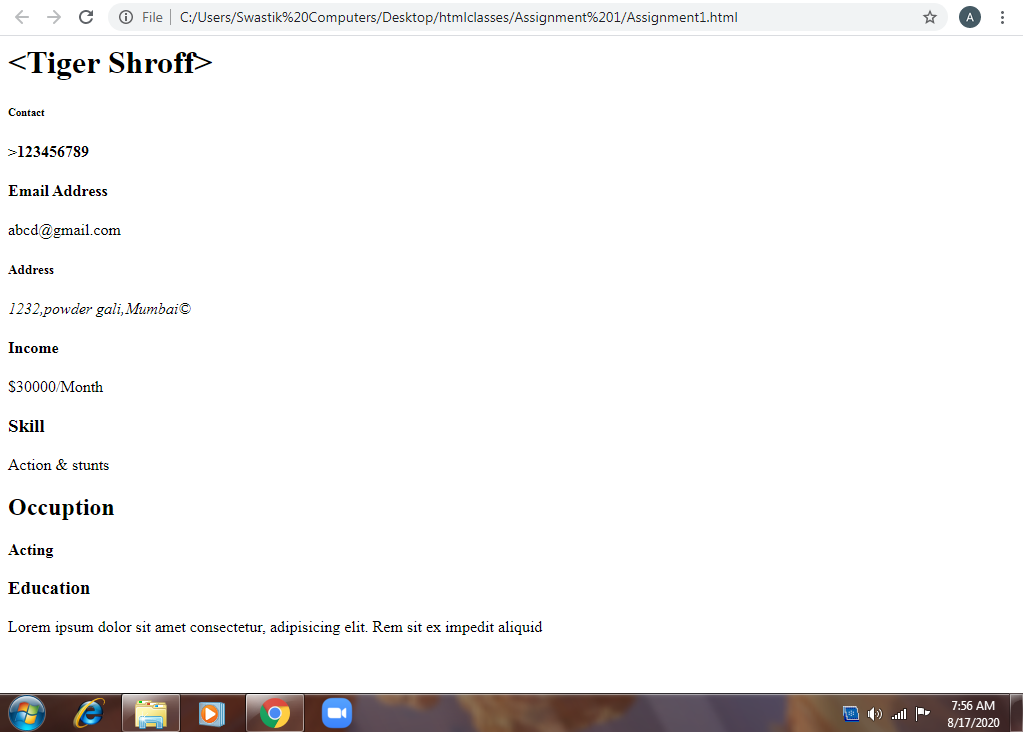 File | C:/Users/Swastik%20Computers/Desktop/htmlclasses/Assignment%201/Assignment1.html
A
<Tiger Shroff>
Contact
>123456789
Email Address
abcd@gmail.com
Address
1232,powder gali,Mumbai©
Income
$30000/Month
Skill
Action & stunts
Occuption
Acting
Education
Lorem ipsum dolor sit amet consectetur, adipisicing elit. Rem sit ex impedit aliquid
7:56 AM
8/17/2020